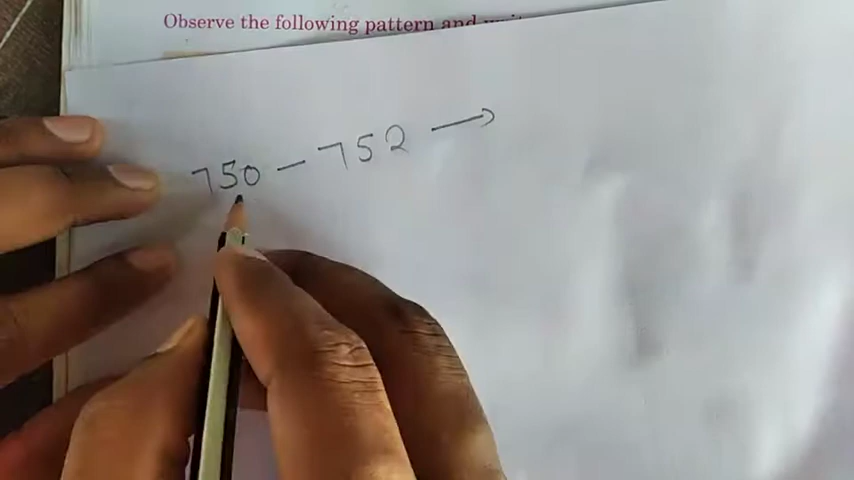 Observe the following pattern and
750 - 752 →